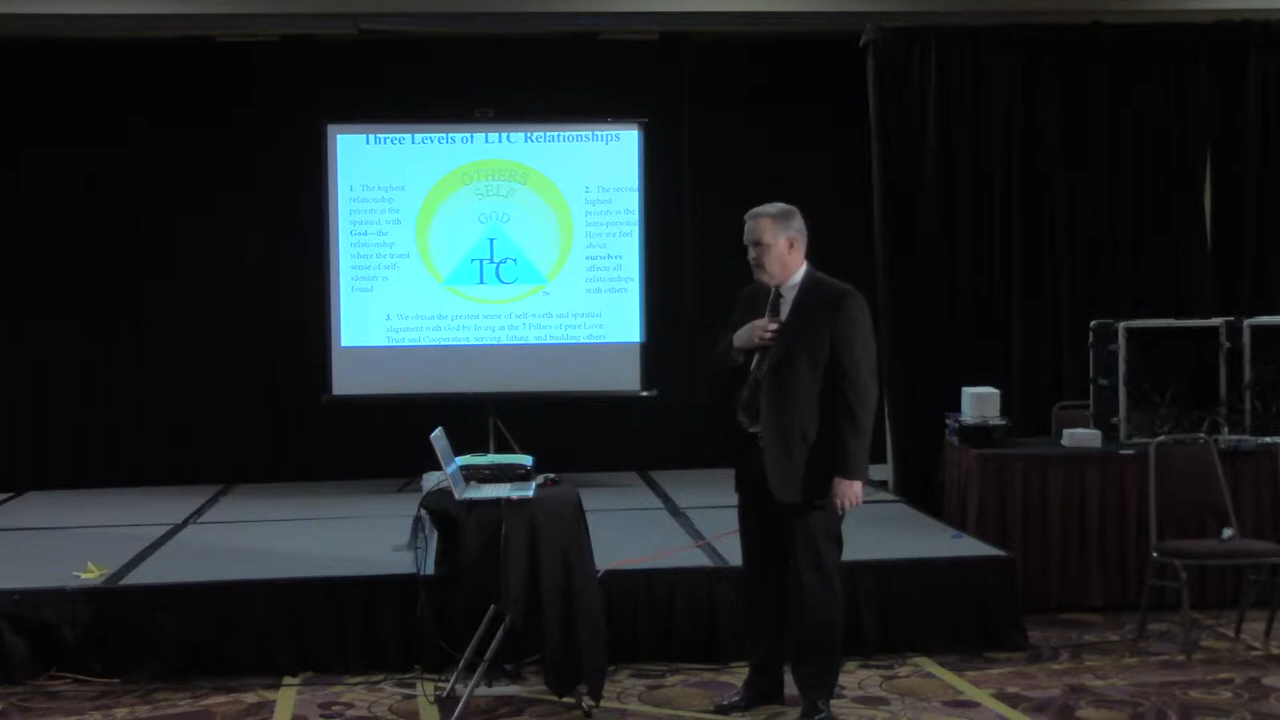 Three Levels of LTC Relationships
OTHERS
SELF
GOD
L
TC
TM
1. The highest
relationship
priority is the
spiritual, with
God—the
relationship
where the truest
sense of self-
identity is
found
2. The second
highest
priority is the
Intra-personal
How we feel
about
ourselves
affects all
relationships
with others
3. We obtain the greatest sense of self-worth and spiritual
alignment with God by living in the 7 Pillars of pure Love,
Trust and Cooperation, serving, lifting, and building others